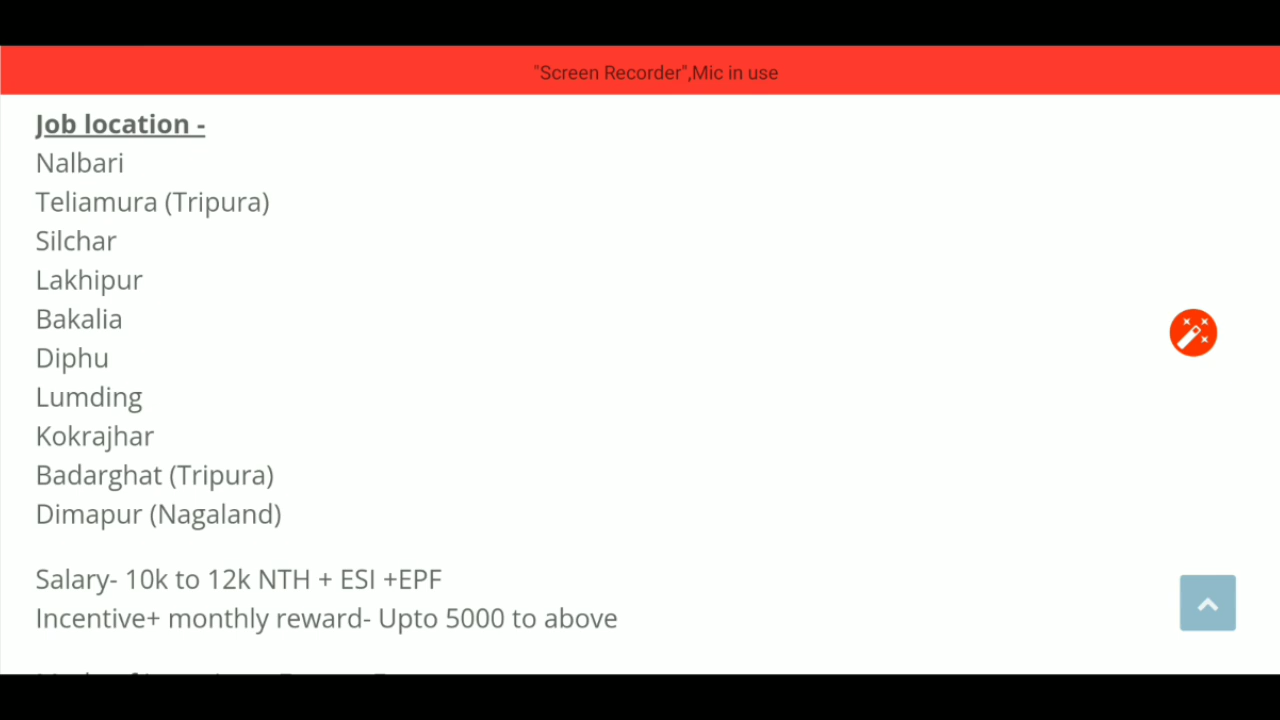 "Screen Recorder",Mic in use
Job location -
Nalbari
Teliamura (Tripura)
Silchar
Lakhipur
Bakalia
Diphu
Lumding
Kokrajhar
Badarghat (Tripura)
Dimapur (Nagaland)
Salary- 10k to 12k NTH + ESI +EPF
Incentive+ monthly reward- Upto 5000 to above